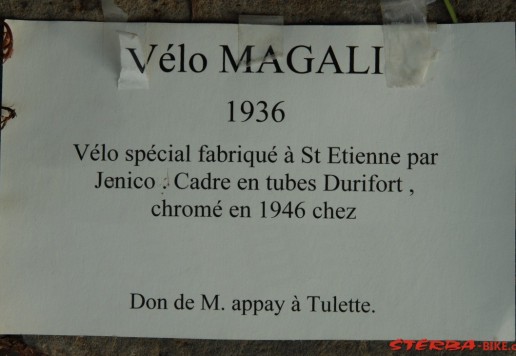 Vélo MAGALI
1936
Vélo spécial fabriqué à St Etienne par
Jenico . Cadre en tubes Durifort ,
chromé en 1946 chez
Don de M. appay à Tulette.
STERBA-BIKE.c